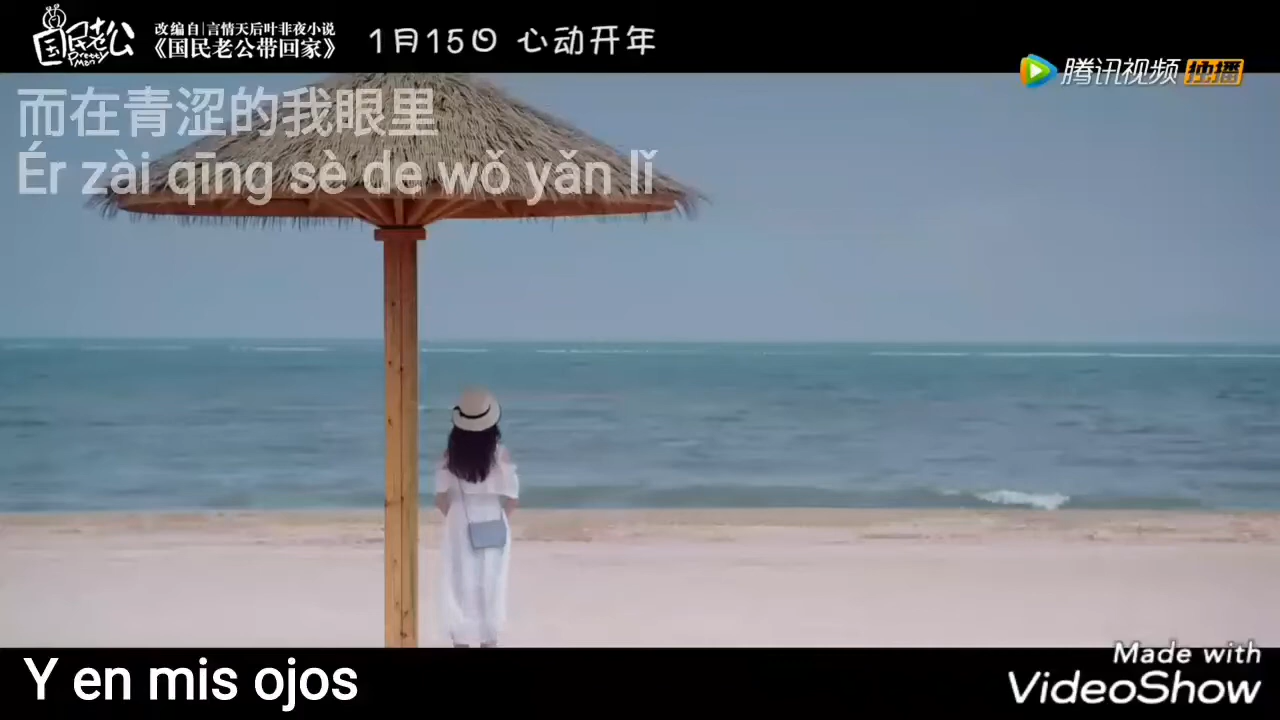 国民老公
Pretty Man
改编自|言情天后叶非夜小说
《国民老公带回家》
1月15日 心动开年
腾讯视频 独播
而在青涩的我眼里
Ér zài qīng sè de wǒ yǎn lǐ
Y en mis ojos
Made with
VideoShow